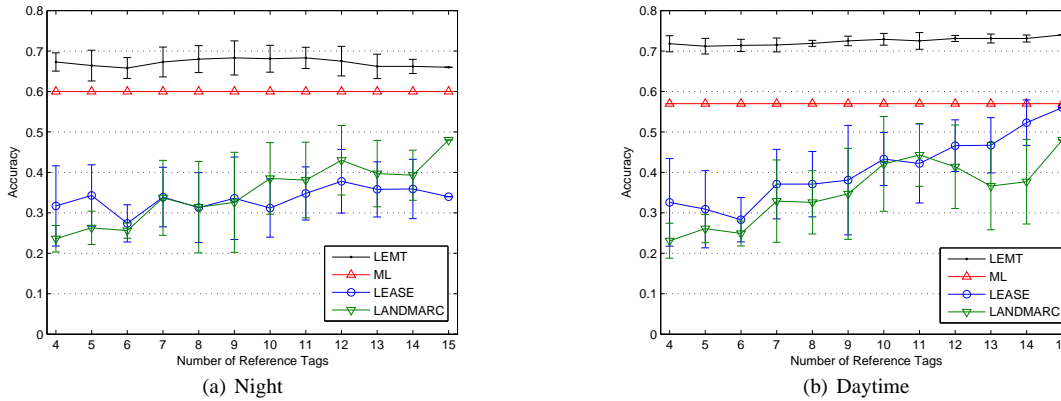 0.8
0.7
0.6
0.5
0.4
0.3
0.2
0.1
0
Accuracy
4 5 6 7 8 9 10 11 12 13 14 15
Number of Reference Tags
LEMT
ML
LEASE
LANDMARC
(a) Night
0.8
0.7
0.6
0.5
0.4
0.3
0.2
0.1
0
Accuracy
4 5 6 7 8 9 10 11 12 13 14
Number of Reference Tags
LEMT
ML
LEASE
LANDMARC
(b) Daytime